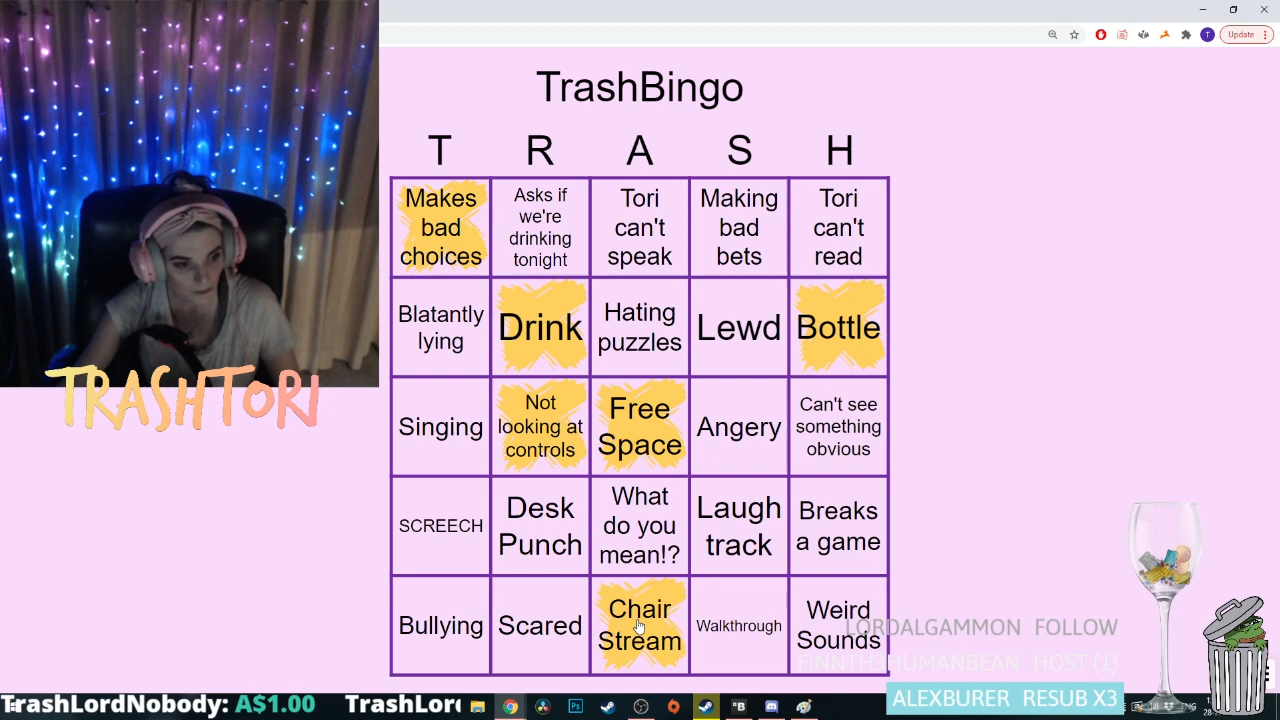 Update
TrashBingo
T R A S H
Makes
bad
choices
Asks if
we're
drinking
tonight
Tori
can't
speak
Making
bad
bets
Tori
can't
read
Blatantly
lying
Drink
Hating
puzzles
Lewd
Bottle
TRASHTORI
Singing
Not
looking at
controls
Free
Space
Angery
Can't see
something
obvious
SCREECH
Desk
Punch
What
do you
mean!?
Laugh
track
Breaks
a game
Bullying
Scared
Chair
Stream
Walkthrough
Weird
Sounds
LORDALGAMMON FOLLOW
FINNTH3HUMANBEAN HOST (1)
ALEXBURER RESUB X3
TrashLordNobody: A$1.00 TrashLor